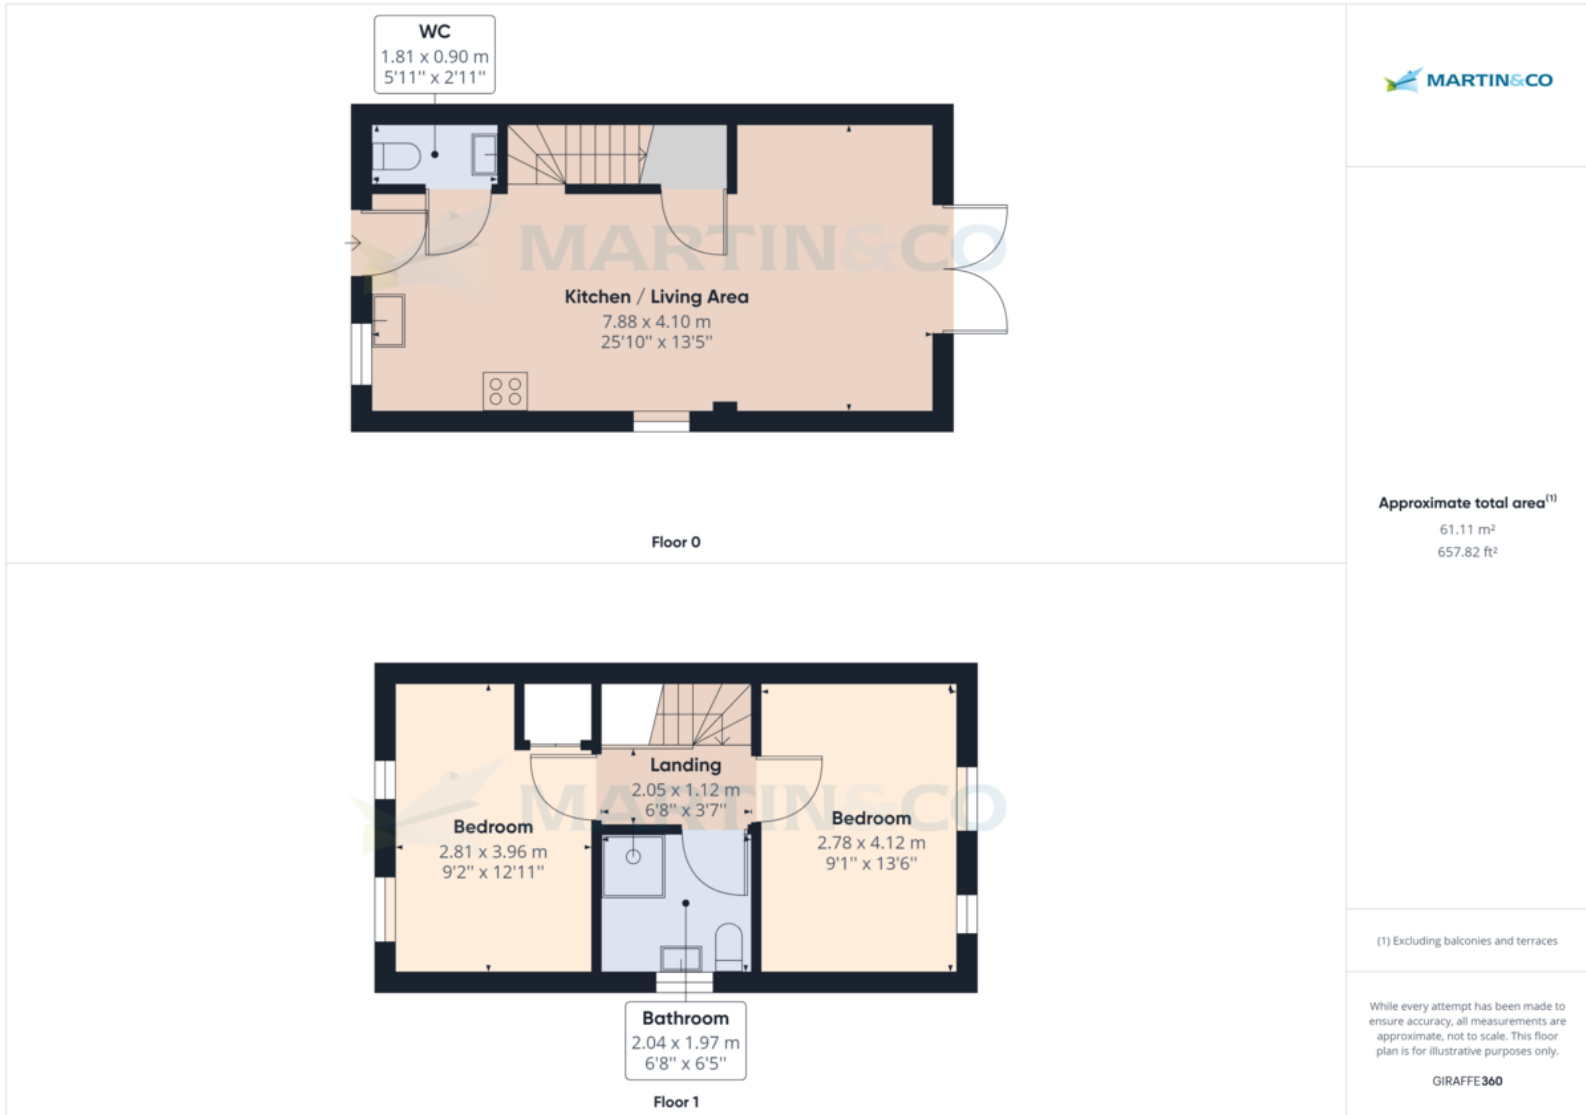 WC
1.81 x 0.90 m
5'11" x 2'11"
MARTIN&CO
MARTIN&CO
Kitchen / Living Area
7.88 x 4.10 m
25'10" x 13'5"
Floor 0
Approximate total area(1)
61.11 m²
657.82 ft²
Landing
2.05 x 1.12 m
6'8" x 3'7"
MARTIN&CO
Bedroom
2.81 x 3.96 m
9'2" x 12'11"
Bedroom
2.78 x 4.12 m
9'1" x 13'6"
Bathroom
2.04 x 1.97 m
6'8" x 6'5"
Floor 1
(1) Excluding balconies and terraces
While every attempt has been made to
ensure accuracy, all measurements are
approximate, not to scale. This floor
plan is for illustrative purposes only.
GIRAFFE360